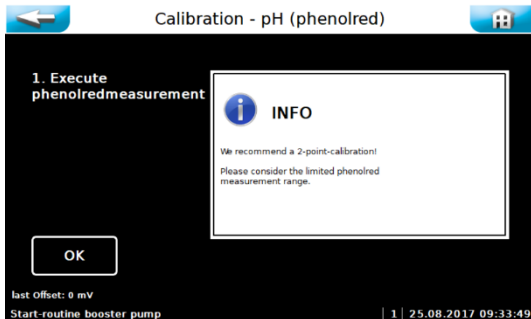 Calibration - pH (phenolred)
1. Execute
phenolredmeasurement
INFO
We recommend a 2-point-calibration!
Please consider the limited phenolred
measurement range.
OK
last Offset: 0 mV
Start-routine booster pump
1
25.08.2017 09:33:49